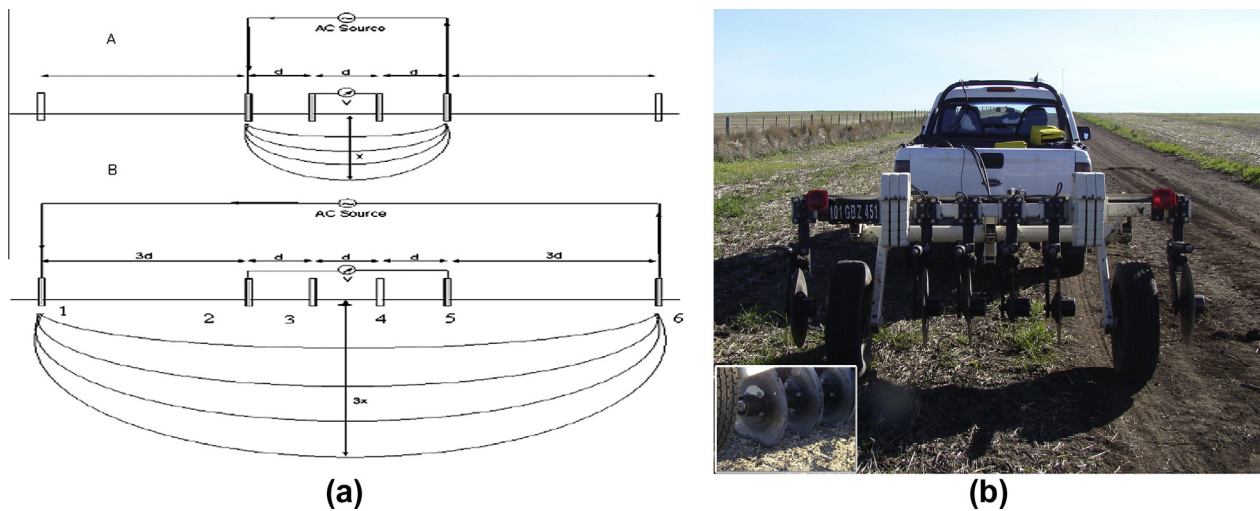 A
AC Source
d d d
V
x
B
AC Source
3d d d d 3d
V
1 2 3 4 5 6
3x
(a)
101 GBZ 451
(b)